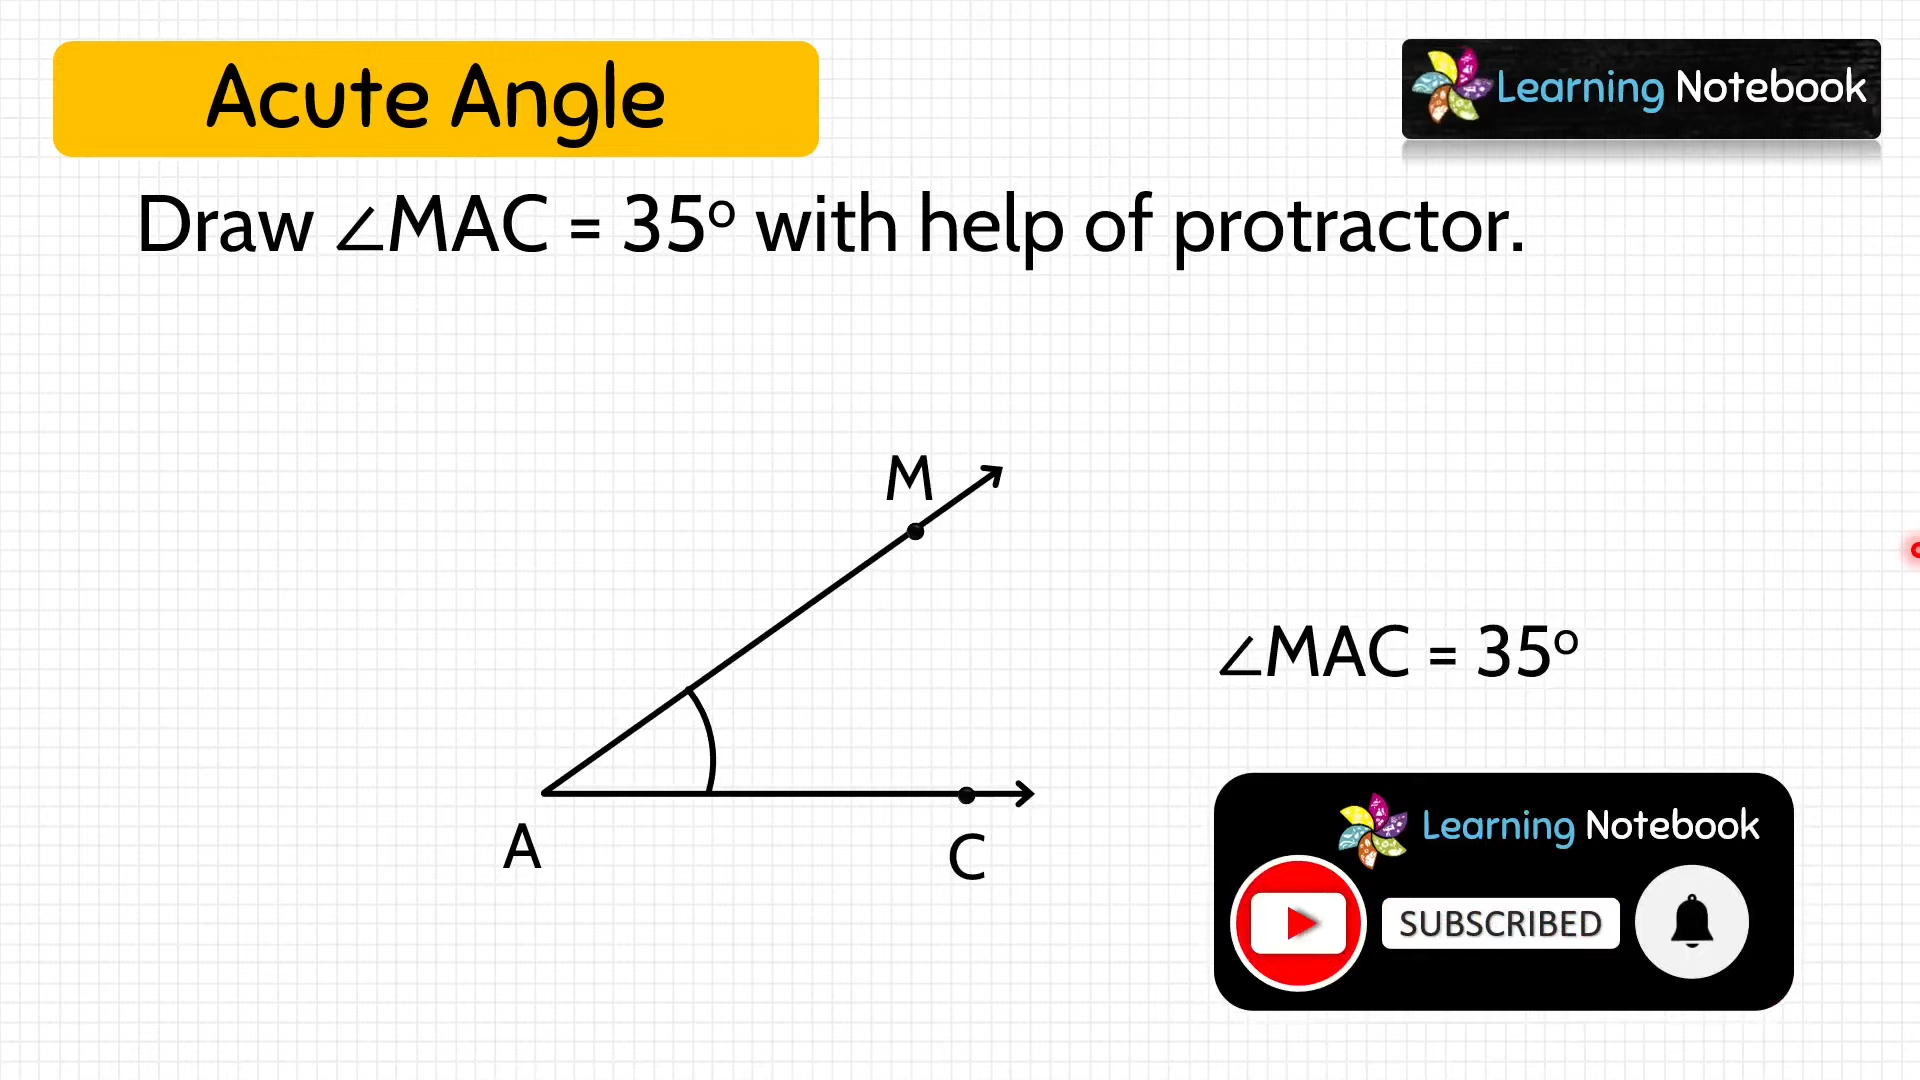 Acute Angle
Learning Notebook
Draw ∠MAC = 35º with help of protractor.
M
∠MAC = 35º
A
C
Learning Notebook
SUBSCRIBED